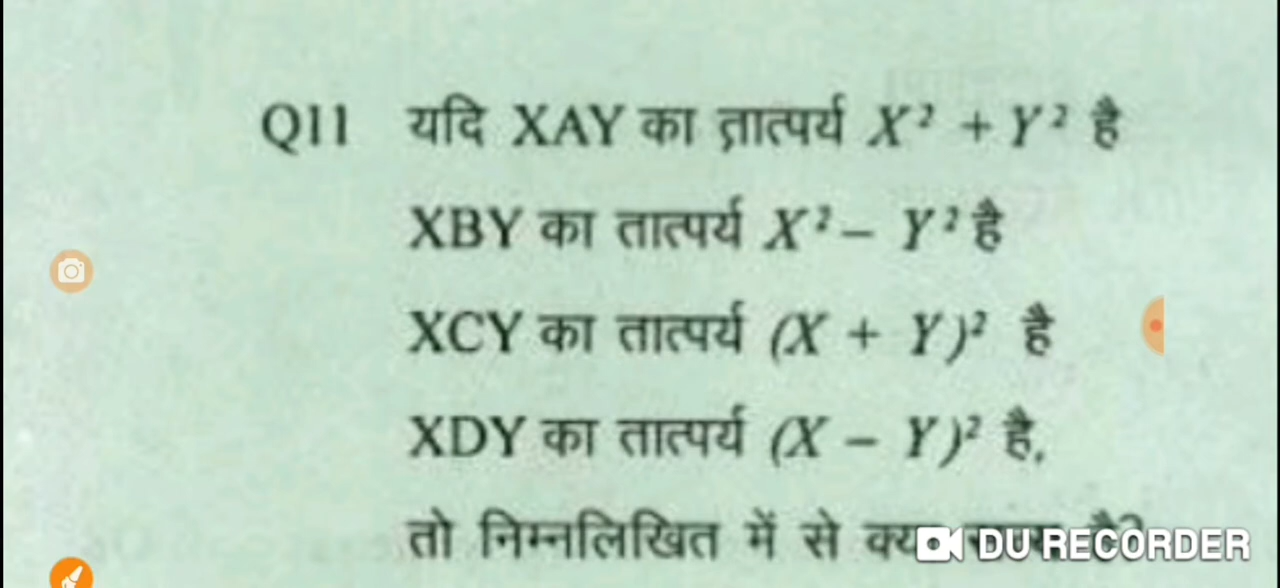 Q11 यदि XAY का तात्पर्य X² + Y² है
XBY का तात्पर्य X² – Y² है
XCY का तात्पर्य (X + Y)² है
XDY का तात्पर्य (X – Y)² है,
तो निम्नलिखित में से
DU RECORDER